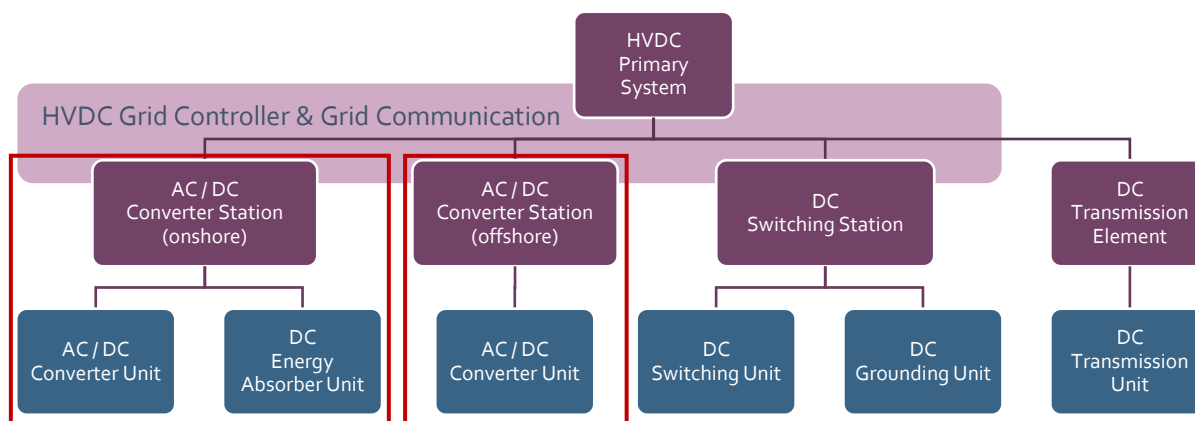 HVDC
Primary
System
HVDC Grid Controller & Grid Communication
AC / DC
Converter Station
(onshore)
AC / DC
Converter Station
(offshore)
DC
Switching Station
DC
Transmission
Element
AC / DC
Converter Unit
DC
Energy
Absorber Unit
AC / DC
Converter Unit
DC
Switching Unit
DC
Grounding Unit
DC
Transmission
Unit